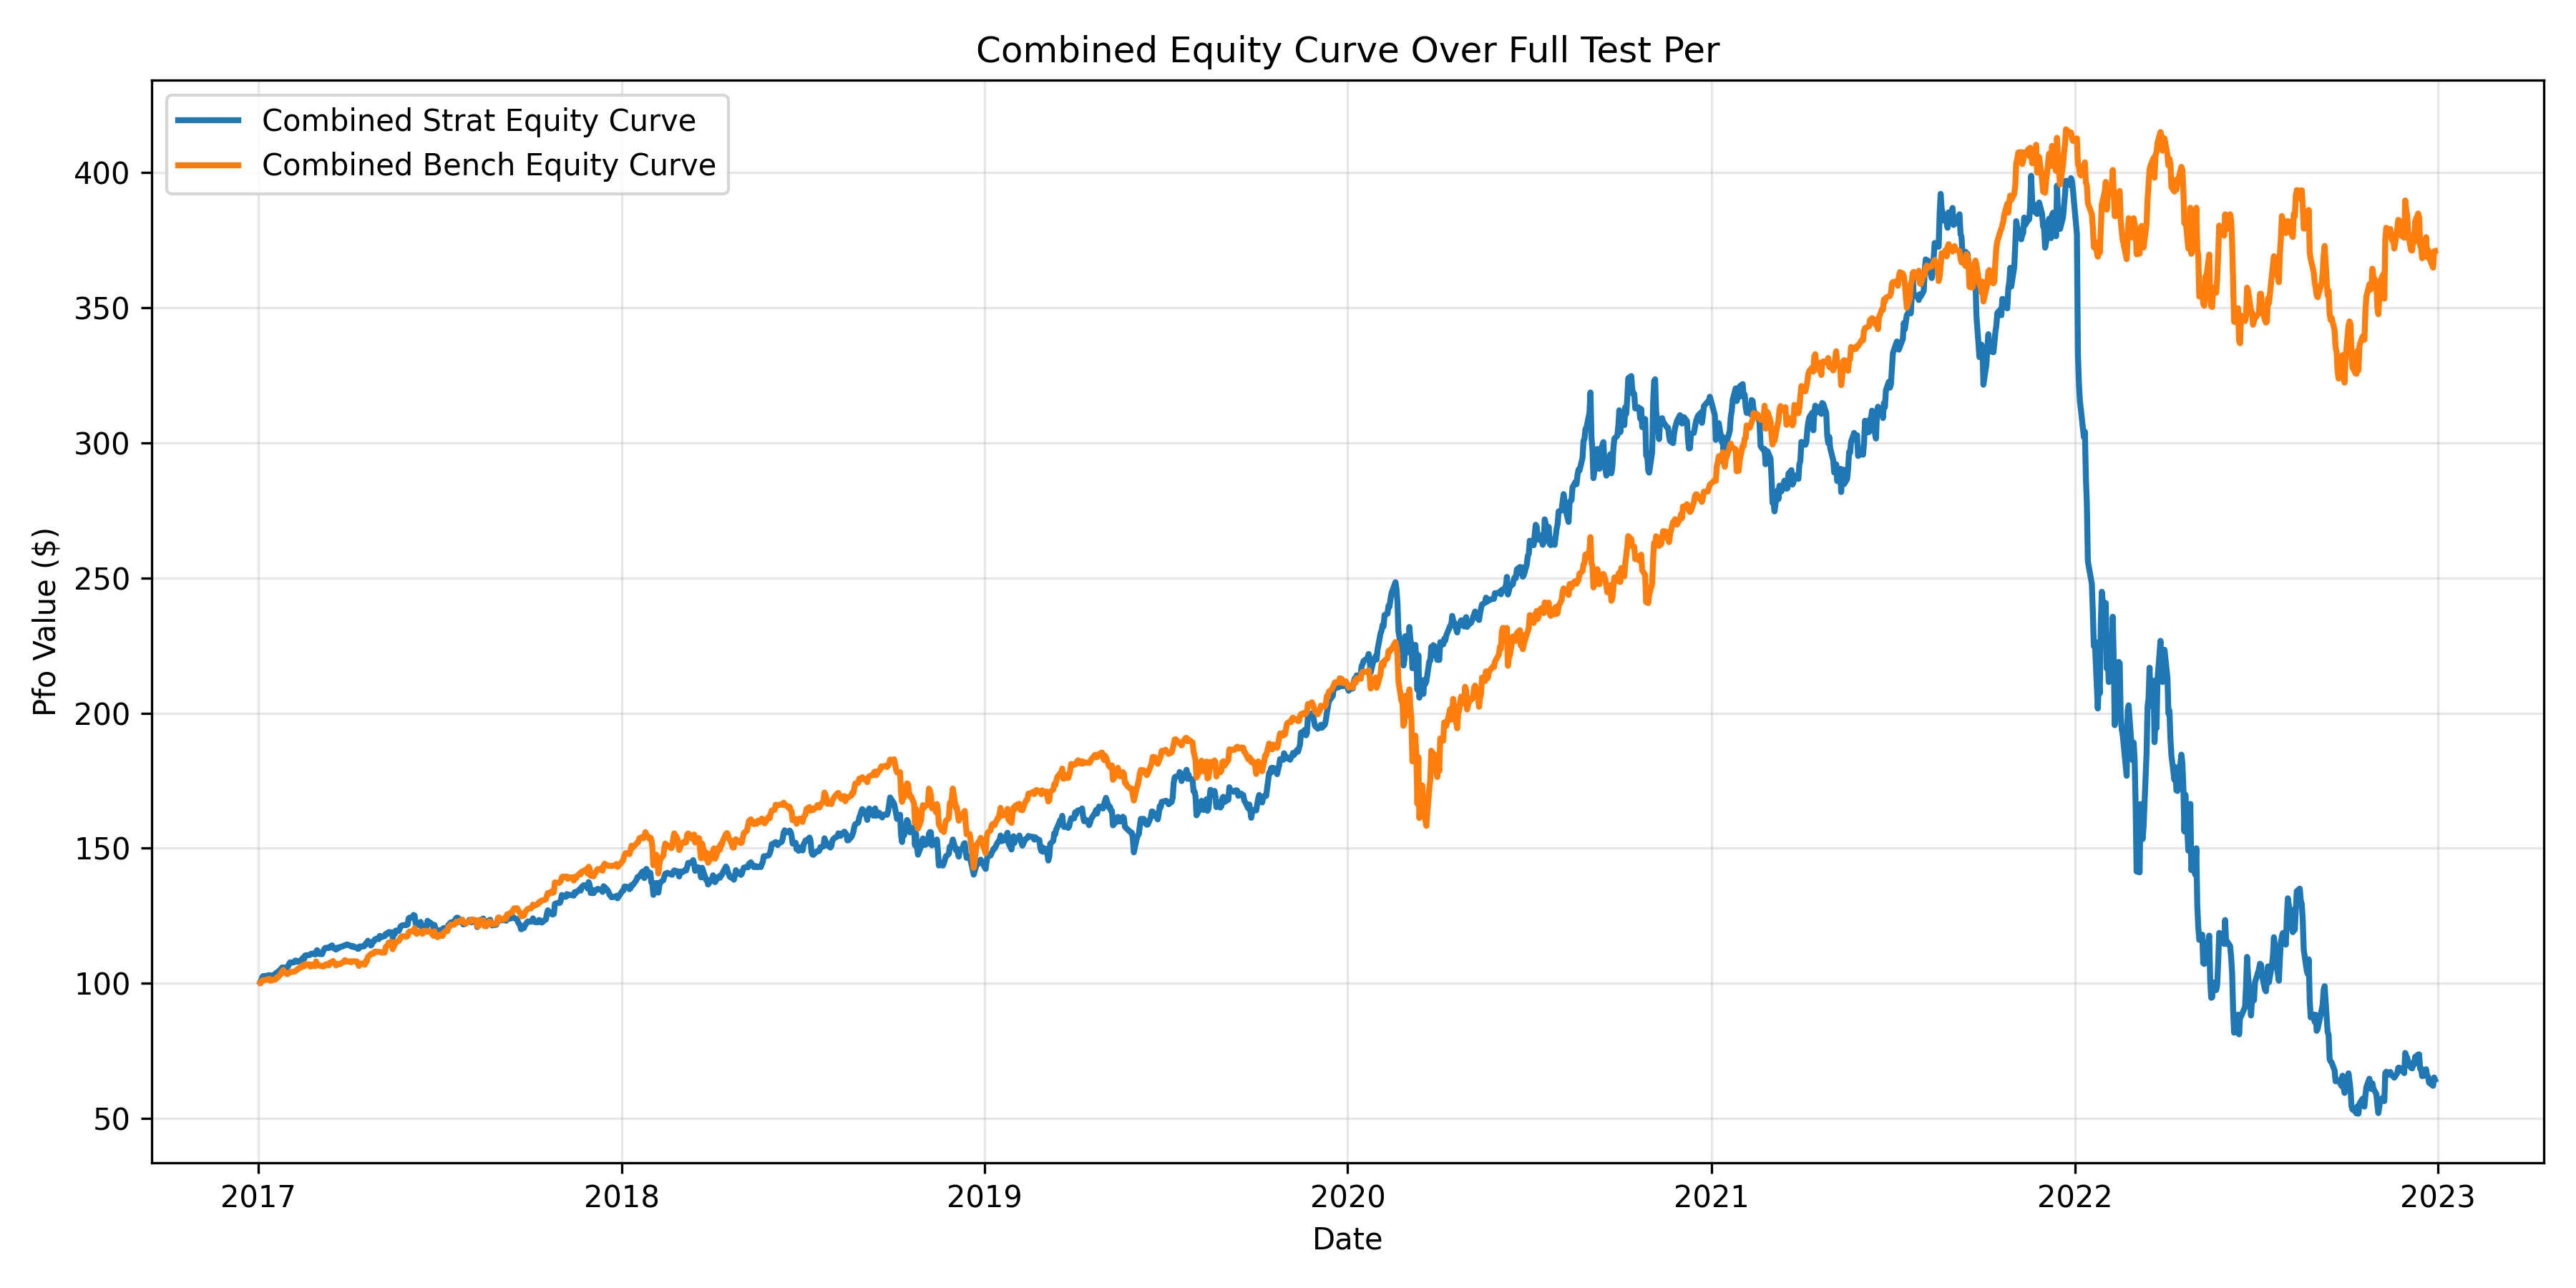 Combined Equity Curve Over Full Test Per
Combined Strat Equity Curve
Combined Bench Equity Curve
Pfo Value ($)
400
350
300
250
200
150
100
50
2017 2018 2019 2020 2021 2022 2023
Date